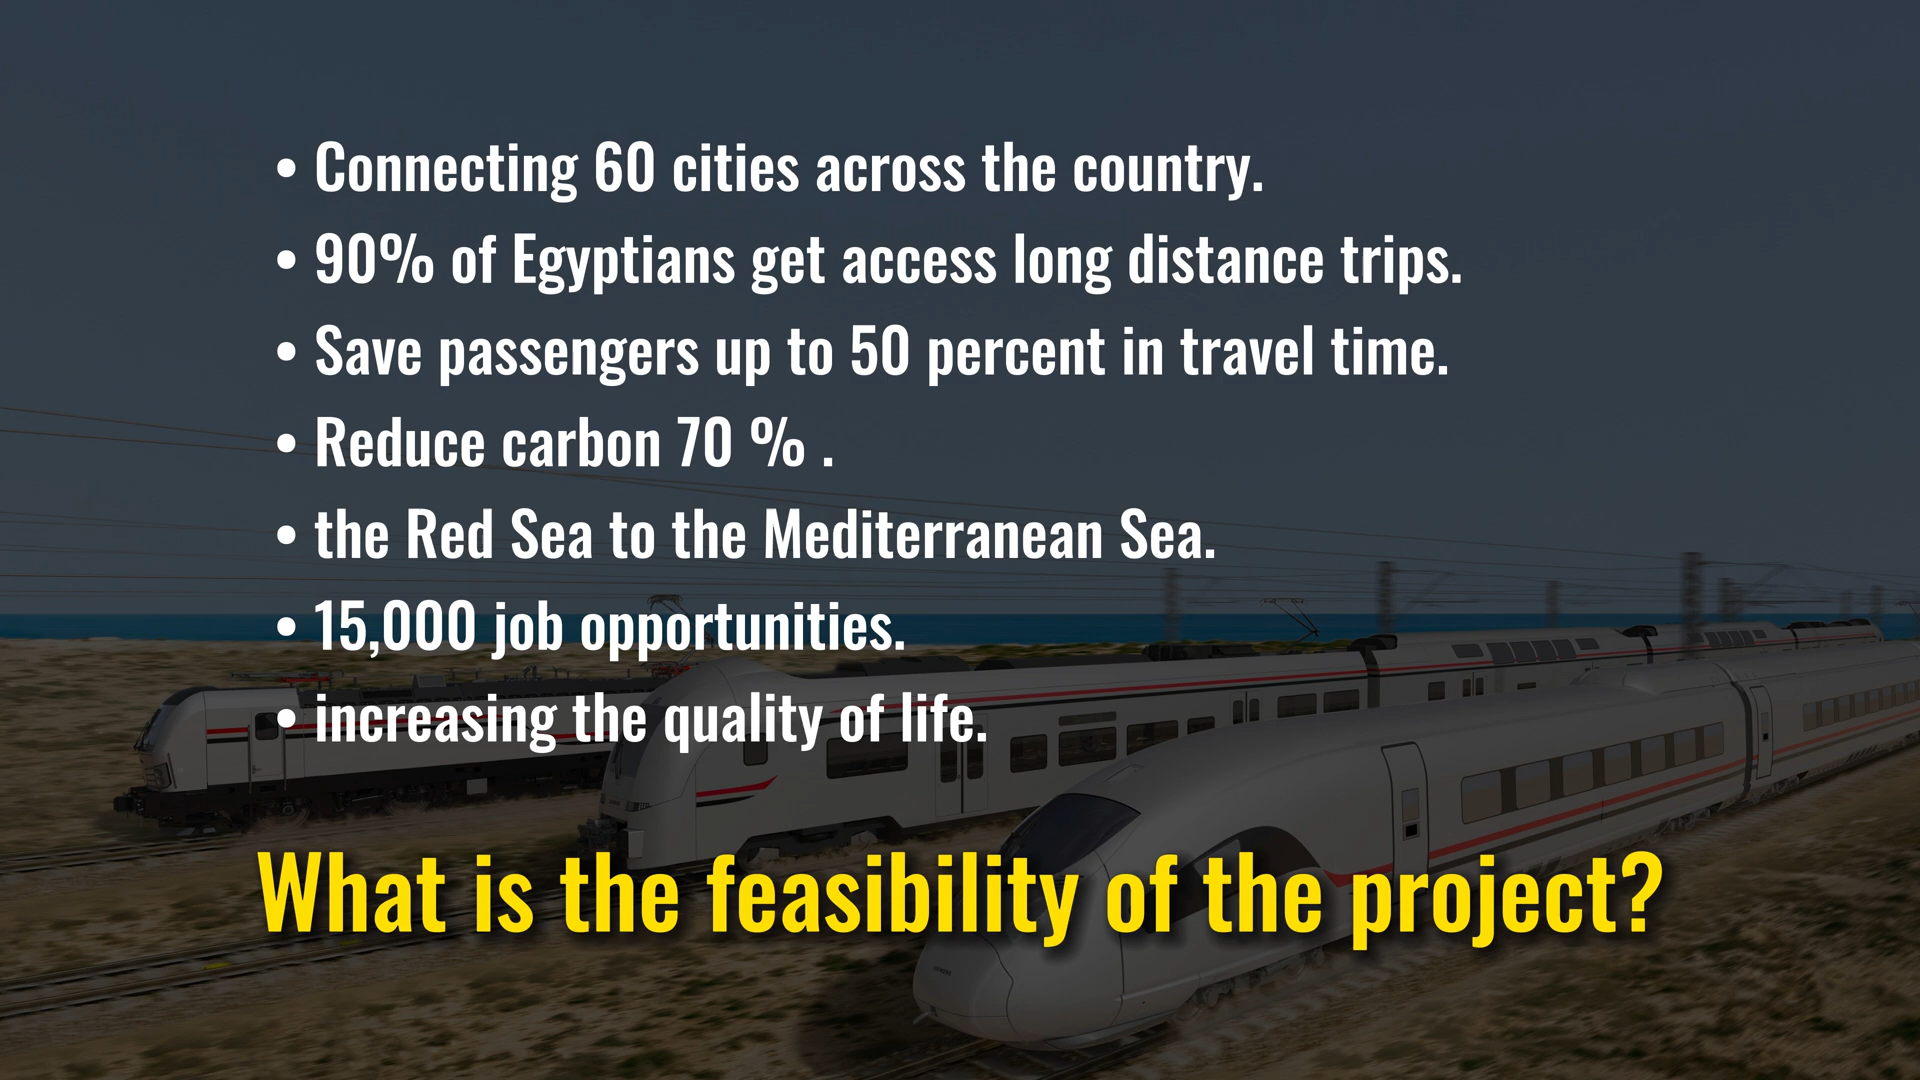 • Connecting 60 cities across the country.
• 90% of Egyptians get access long distance trips.
• Save passengers up to 50 percent in travel time.
• Reduce carbon 70 % .
• the Red Sea to the Mediterranean Sea.
• 15,000 job opportunities.
• increasing the quality of life.
What is the feasibility of the project?
SIEMENS